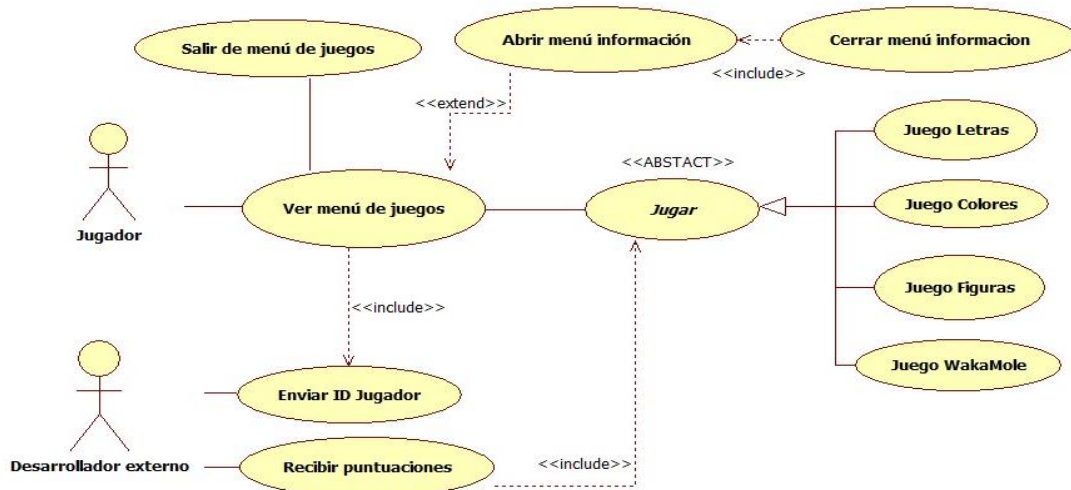 Salir de menú de juegos
Abrir menú información
Cerrar menú informacion
<<include>>
<<extend>>
Juego Letras
<<ABSTACT>>
Ver menú de juegos
Jugar
Juego Colores
Jugador
Juego Figuras
<<include>>
Juego WakaMole
Enviar ID Jugador
Desarrollador externo
Recibir puntuaciones
<<include>>